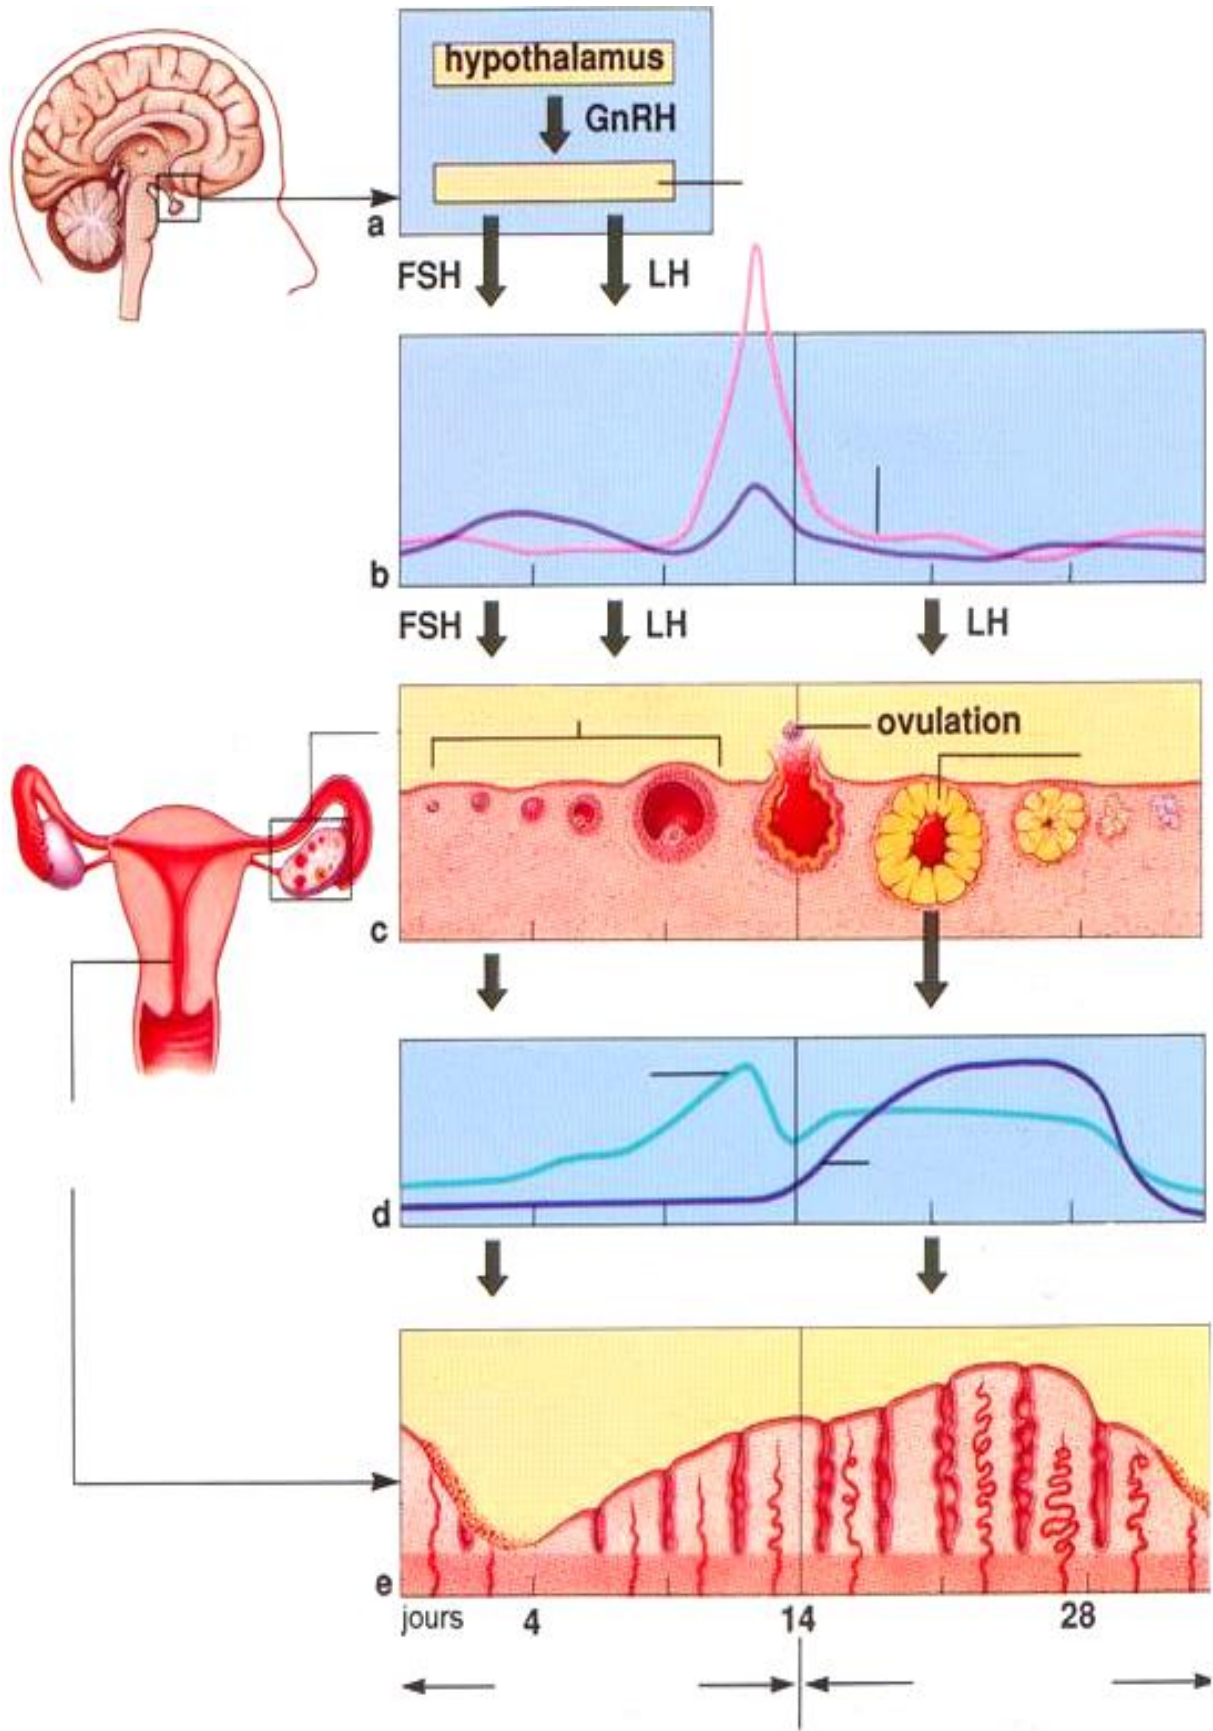 hypothalamus
GnRH
a
FSH LH
b
FSH LH LH
ovulation
c
d
e
jours 4 14 28